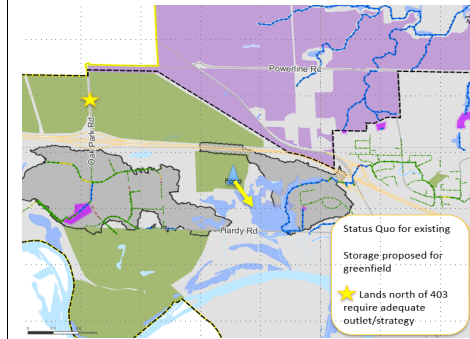 Powerline Rd
Oak Park Rd
Hardy Rd
Status Quo for existing
Storage proposed for
greenfield
Lands north of 403
require adequate
outlet/strategy